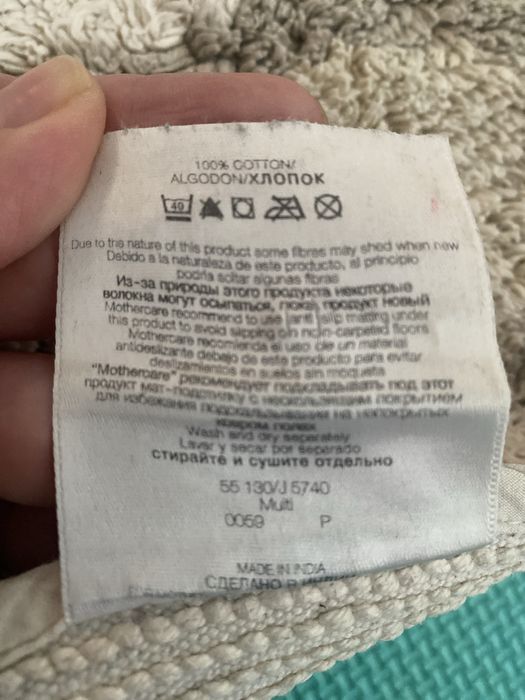 100% COTTON/
ALGODON/ХЛОПОК
40
Due to the nature of this product some fibres may shed when new
Debido a la naturaleza de este producto, al principio
podría soltar algunas fibras
Из-за природы этого продукта некоторые
волокна могут осыпаться, пока продукт новый
Mothercare recommend to use (anti) slip matting under
this product to avoid slipping on non-carpeted floors
Mothercare recomienda el uso de un material
antideslizante debajo de este producto para evitar
deslizamientos en suelos sin moqueta
"Mothercare" рекомендует подкладывать под этот
продукт мат-подстилку с нескользящим покрытием
для избежания подскальзывания на непокрытых
ковром полах
Wash and dry separately
Lavar y secar por separado
стирайте и сушите отдельно
55 130/J 5740
Multi
0059 P
MADE IN INDIA
СДЕЛАНО В ИНДИИ